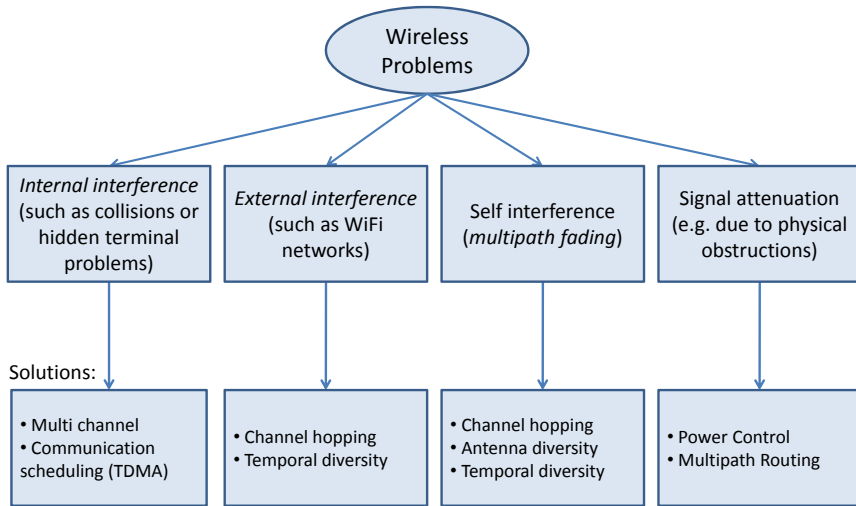 Wireless
Problems
Internal interference
(such as collisions or
hidden terminal
problems)
External interference
(such as WiFi
networks)
Self interference
(multipath fading)
Signal attenuation
(e.g. due to physical
obstructions)
Solutions:
• Multi channel
• Communication
scheduling (TDMA)
• Channel hopping
• Temporal diversity
• Channel hopping
• Antenna diversity
• Temporal diversity
• Power Control
• Multipath Routing